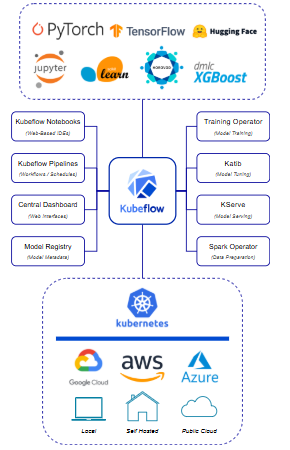 PyTorch
TensorFlow
Hugging Face
jupyter
learn
HOROVOD
dmlc
XGBoost
Kubeflow Notebooks
(Web-Based IDEs)
Training Operator
(Model Training)
Kubeflow Pipelines
(Workflows / Schedules)
Katib
(Model Tuning)
Kubeflow
Central Dashboard
(Web Interfaces)
KServe
(Model Serving)
Model Registry
(Model Metadata)
Spark Operator
(Data Preparation)
kubernetes
Google Cloud
aws
Azure
Local
Self Hosted
Public Cloud